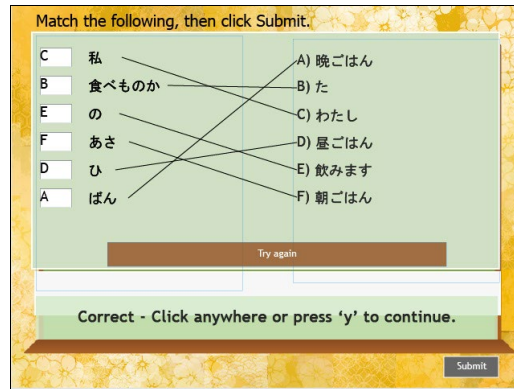 Match the following, then click Submit.
C 私 A) 晩ごはん
B 食べものか B) た
E の C) わたし
F あさ D) 昼ごはん
D ひ E) 飲みます
A ばん F) 朝ごはん
Try again
Correct - Click anywhere or press ‘y’ to continue.
Submit